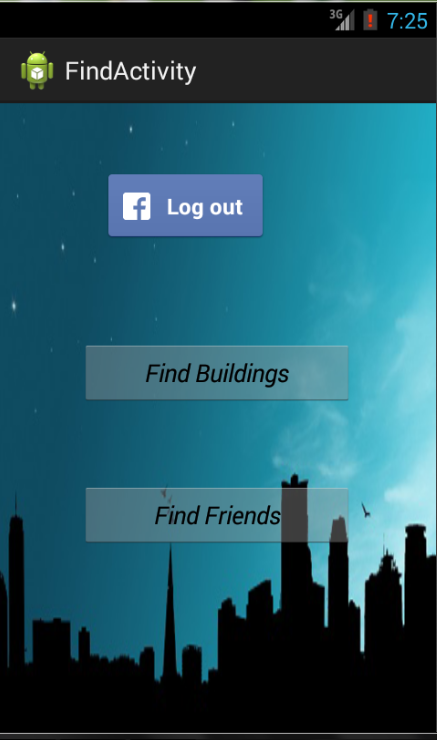 3G
7:25
FindActivity
Log out
Find Buildings
Find Friends